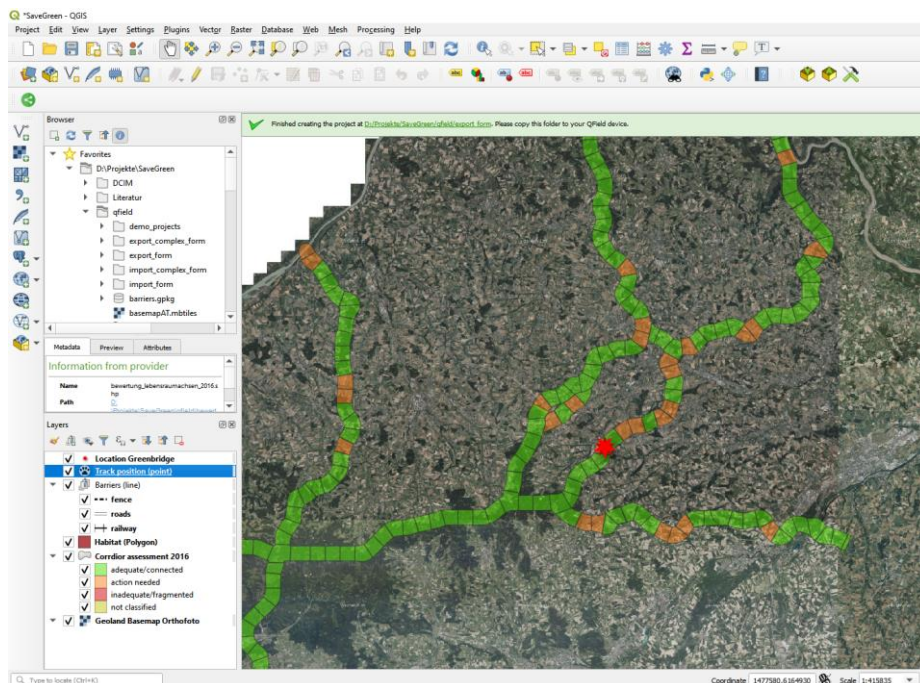 *SaveGreen — QGIS
Project Edit View Layer Settings Plugins Vector Raster Database Web Mesh Processing Help
Browser
Finished creating the project at D:/Projekte/SaveGreen/qfield/export_form. Please copy this folder to your QField device.
Favorites
D:\Projekte\SaveGreen
DCIM
Literatur
qfield
demo_projects
export_complex_form
export_form
import_complex_form
import_form
barriers.gpkg
basemapAT.mbtiles
Metadata Preview Attributes
Information from provider
Name bewertung_lebensraumachsen_2016.s
hp
Path D:
Layers
Location Greenbridge
Track position (point)
Barriers (line)
fence
roads
railway
Habitat (Polygon)
Corrdior assessment 2016
adequate/connected
action needed
inadequate/fragmented
not classified
Geoland Basemap Orthofoto
Type to locate (Ctrl+K)
Coordinate 1477580,6164930 Scale 1:415835